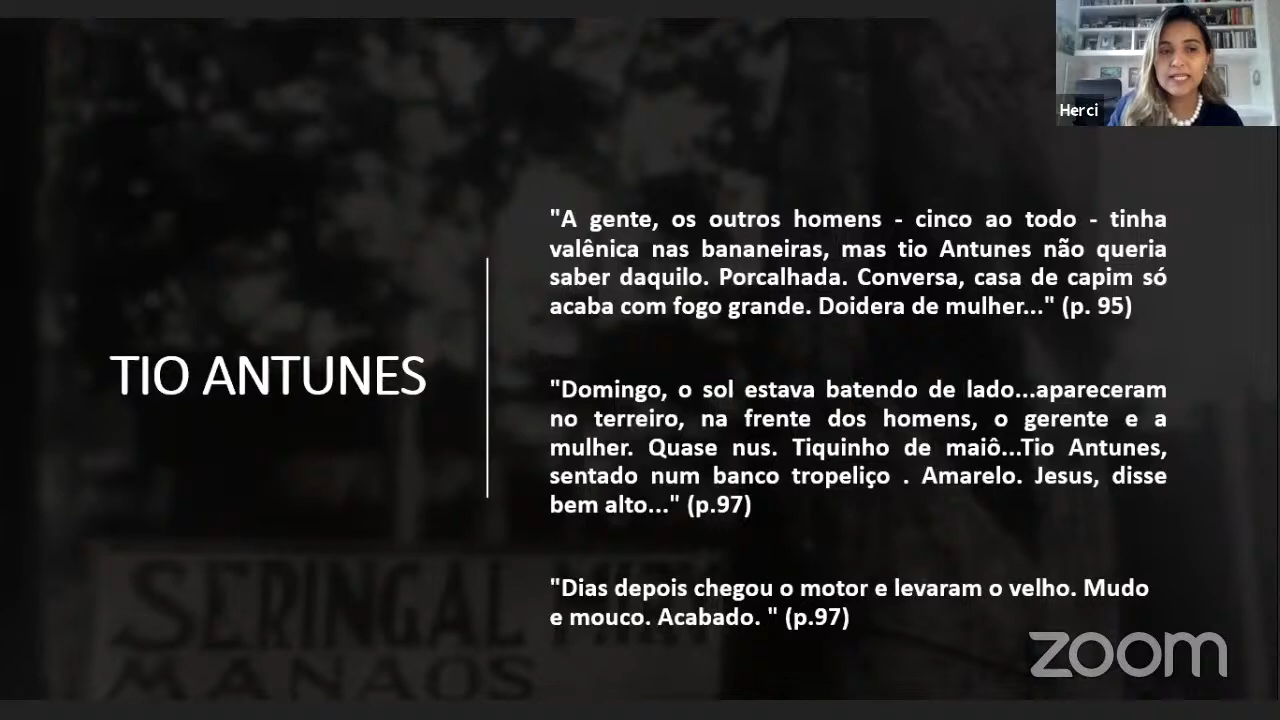 Herci
TIO ANTUNES
"A gente, os outros homens - cinco ao todo - tinha
valênica nas bananeiras, mas tio Antunes não queria
saber daquilo. Porcalhada. Conversa, casa de capim só
acaba com fogo grande. Doidera de mulher..." (p. 95)
"Domingo, o sol estava batendo de lado...apareceram
no terreiro, na frente dos homens, o gerente e a
mulher. Quase nus. Tiquinho de maiô...Tio Antunes,
sentado num banco tropeliço . Amarelo. Jesus, disse
bem alto..." (p.97)
"Dias depois chegou o motor e levaram o velho. Mudo
e mouco. Acabado. " (p.97)
SERINGAL
MANÁOS
zoom